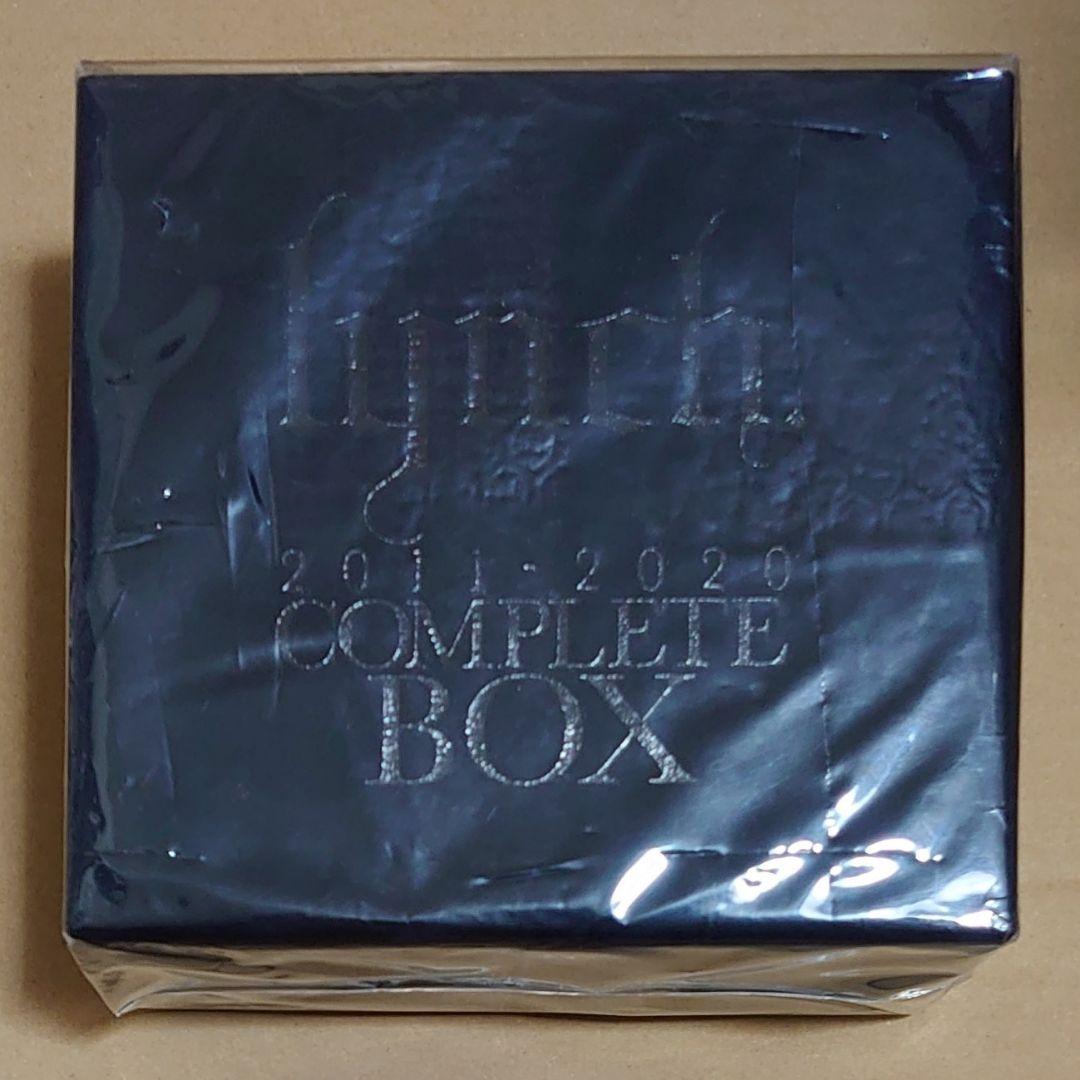 lynch.
2011-2020
COMPLETE
BOX